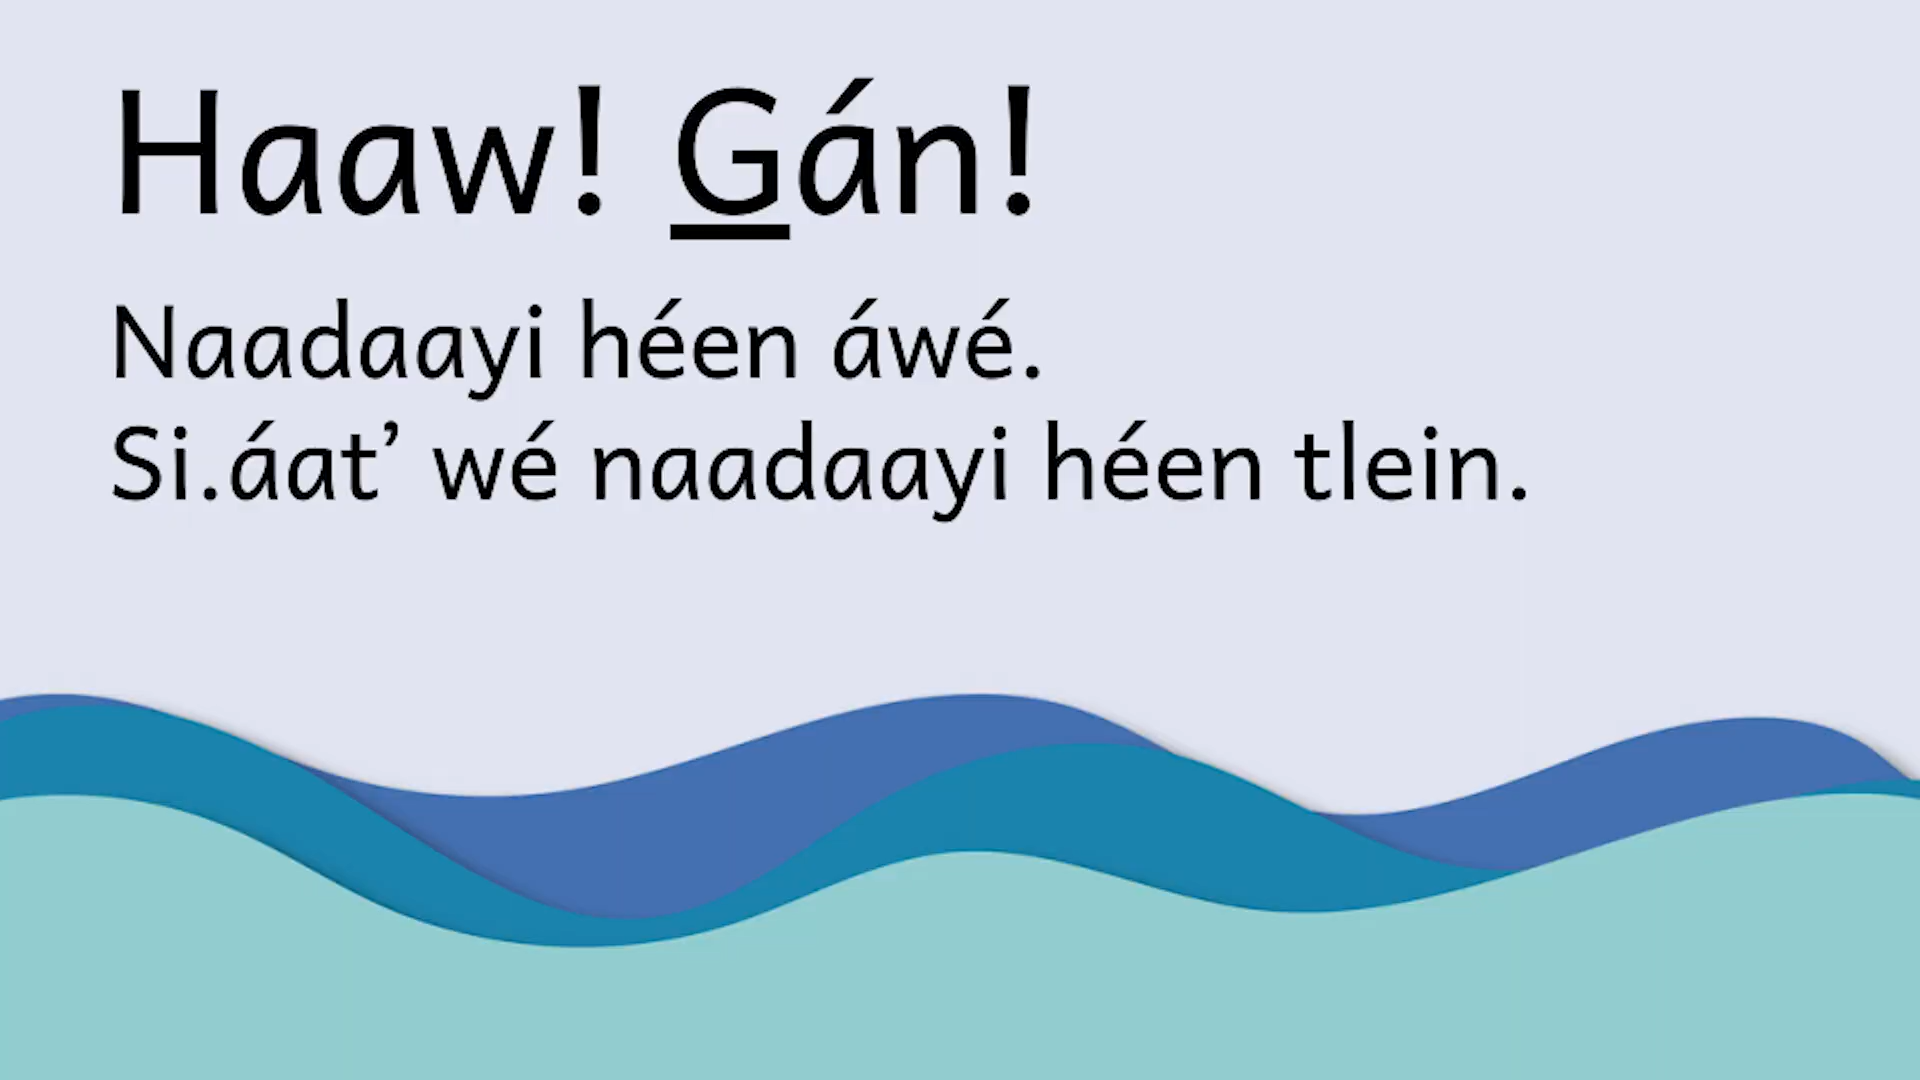 Haaw! G̲án!
Naadaayi héen áwé.
Si.áat’ wé naadaayi héen tlein.